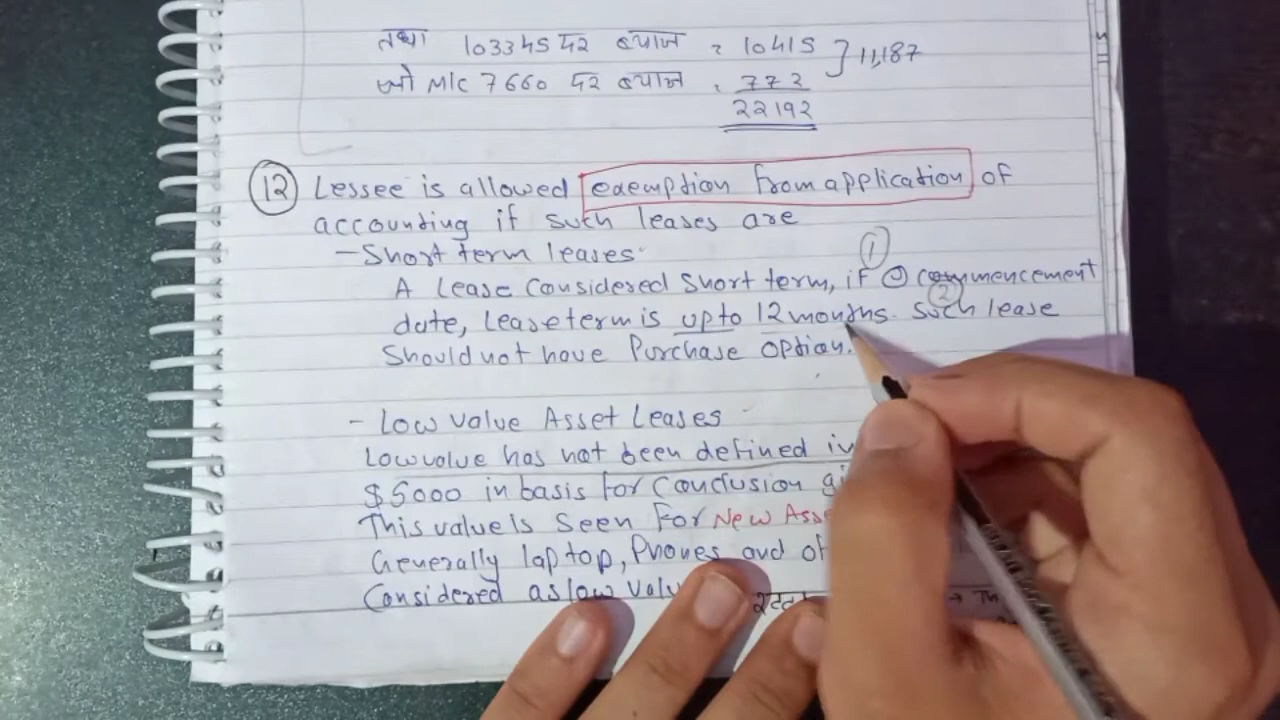 तथा 103345 पर ब्याज = 10415 } 11,187
जो M/C 7660 पर ब्याज = 772
22192
12 Lessee is allowed exemption from application of
accounting if such leases are
- Short term leases
1
A Lease Considered Short term, if @ commencement
2
date, Lease term is upto 12 months. Such lease
Should not have Purchase Option.
- Low value Asset Leases
Low value has not been defined in
$5000 in basis for Conclusion
This value is Seen For New
Generally laptop, Phones and
Considered as low